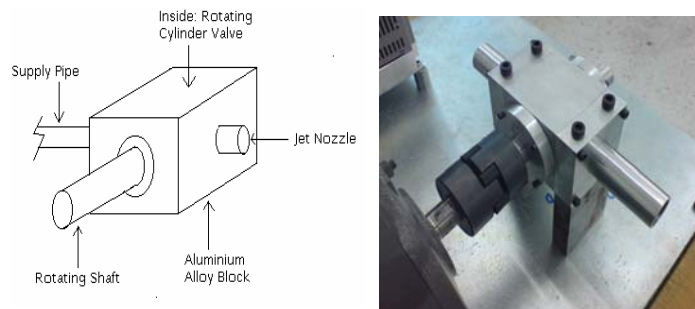 Inside: Rotating
Cylinder Valve
Supply Pipe
Jet Nozzle
Rotating Shaft
Aluminium
Alloy Block